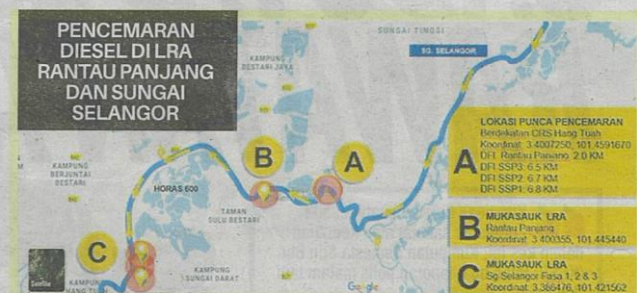 PENCEMARAN
DIESEL DI LRA
RANTAU PANJANG
DAN SUNGAI
SELANGOR
SUNGAI TINGGI
SG. SELANGOR
KAMPUNG
BESTARI JAYA
B
A
KAMPUNG
BERJUNTAI
BESTARI
HORAS 600
TAMAN
SULU BESTARI
C
KAMPUNG
SUNGAI DARAT
KAMPUNG
Google
A
LOKASI PUNCA PENCEMARAN
Berdekatan CRS Hang Tuah
Koordinat: 3.4007250, 101.4591670
DFI Rantau Panjang 2.0 KM
DFI SSP3: 6.5 KM
DFI SSP2: 6.7 KM
DFI SSP1: 6.8 KM
B
MUKASAUK LRA
Rantau Panjang
Koordinat: 3.400355, 101.445440
C
MUKASAUK LRA
Sg Selangor Fasa 1, 2 & 3
Koordinat: 3.386476, 101.421562